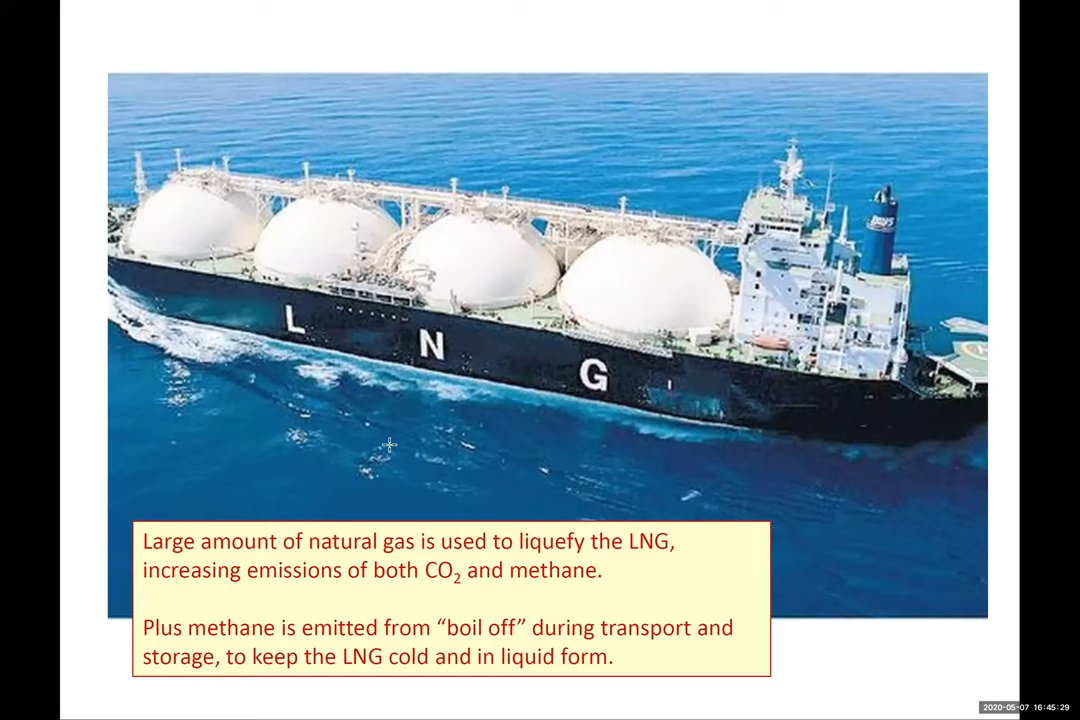 L N G
Large amount of natural gas is used to liquefy the LNG,
increasing emissions of both CO₂ and methane.
Plus methane is emitted from “boil off” during transport and
storage, to keep the LNG cold and in liquid form.
2020-05-07 16:45:29